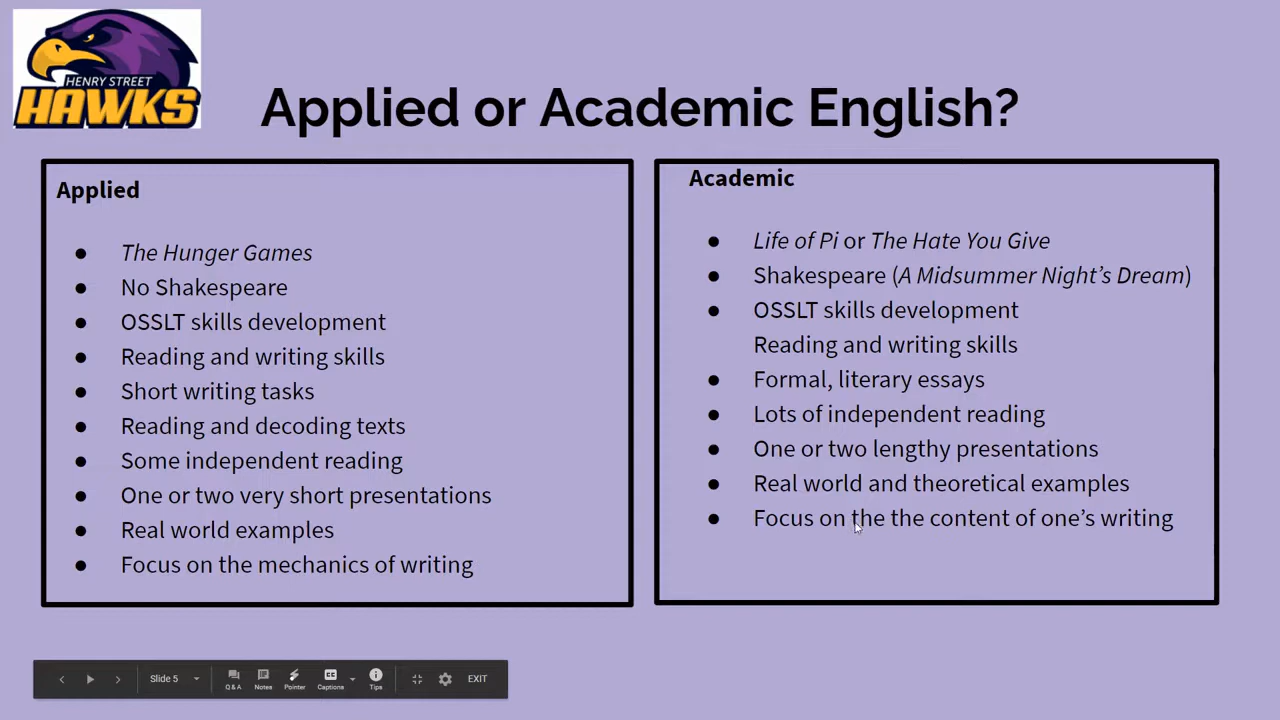 HENRY STREET
HAWKS
Applied or Academic English?
Applied
● The Hunger Games
● No Shakespeare
● OSSLT skills development
● Reading and writing skills
● Short writing tasks
● Reading and decoding texts
● Some independent reading
● One or two very short presentations
● Real world examples
● Focus on the mechanics of writing
Academic
● Life of Pi or The Hate You Give
● Shakespeare (A Midsummer Night's Dream)
● OSSLT skills development
Reading and writing skills
● Formal, literary essays
● Lots of independent reading
● One or two lengthy presentations
● Real world and theoretical examples
● Focus on the the content of one's writing
Slide 5
Q & A
Notes
Pointer
CC
Captions
Tips
EXIT